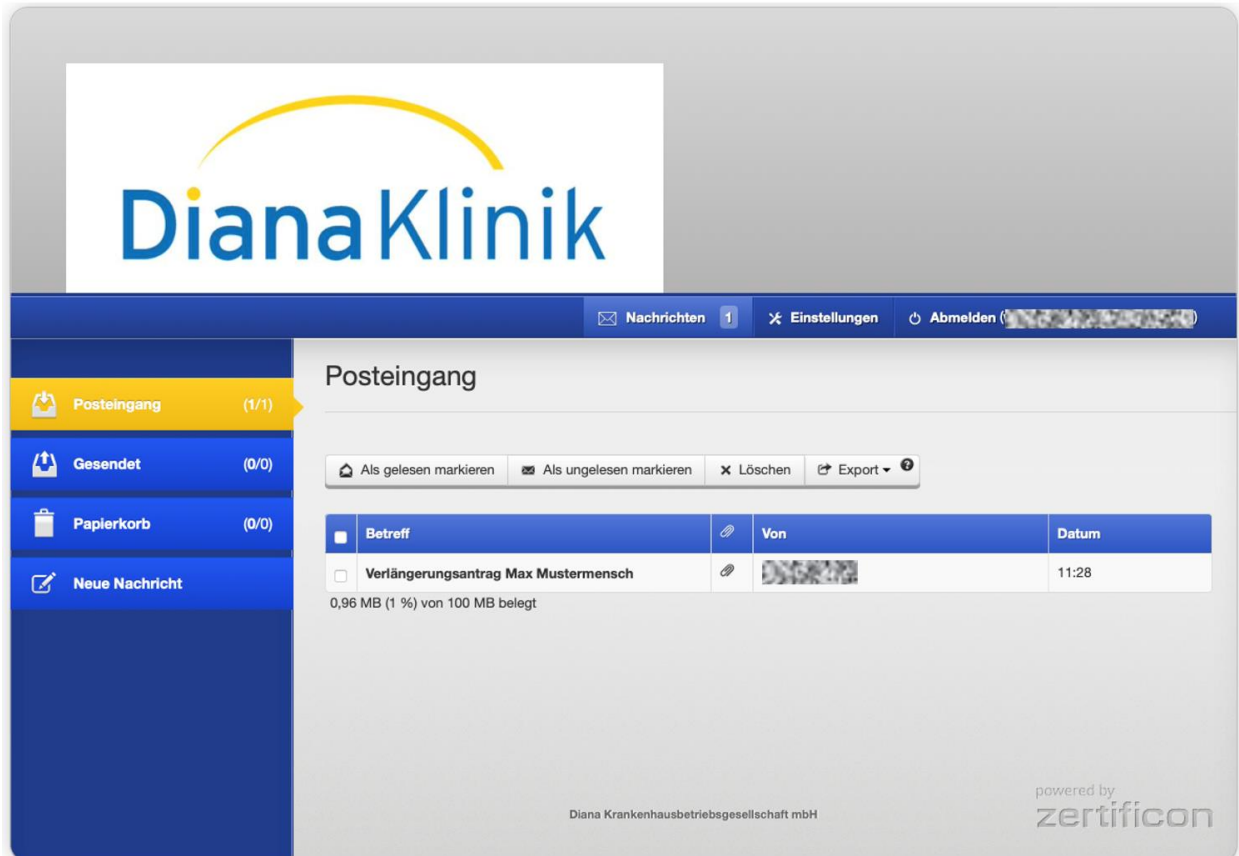 DianaKlinik
Nachrichten 1 Einstellungen Abmelden ( )
Posteingang (1/1)
Gesendet (0/0)
Papierkorb (0/0)
Neue Nachricht
Posteingang
Als gelesen markieren Als ungelesen markieren Löschen Export ?
Betreff Von Datum
Verlängerungsantrag Max Mustermensch 11:28
0,96 MB (1 %) von 100 MB belegt
Diana Krankenhausbetriebsgesellschaft mbH
powered by
zertificon